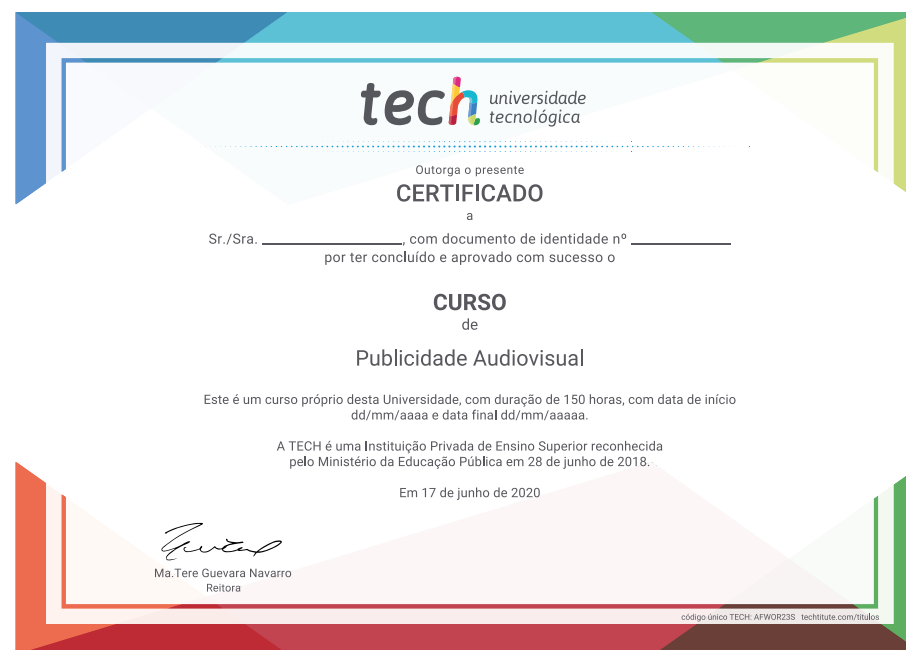 tech universidade
tecnológica
Outorga o presente
CERTIFICADO
a
Sr./Sra. ____________, com documento de identidade nº ____________
por ter concluído e aprovado com sucesso o
CURSO
de
Publicidade Audiovisual
Este é um curso próprio desta Universidade, com duração de 150 horas, com data de início
dd/mm/aaaa e data final dd/mm/aaaaa.
A TECH é uma Instituição Privada de Ensino Superior reconhecida
pelo Ministério da Educação Pública em 28 de junho de 2018.
Em 17 de junho de 2020
Ma.Tere Guevara Navarro
Reitora
código único TECH: AFWOR23S techtitute.com/titulos